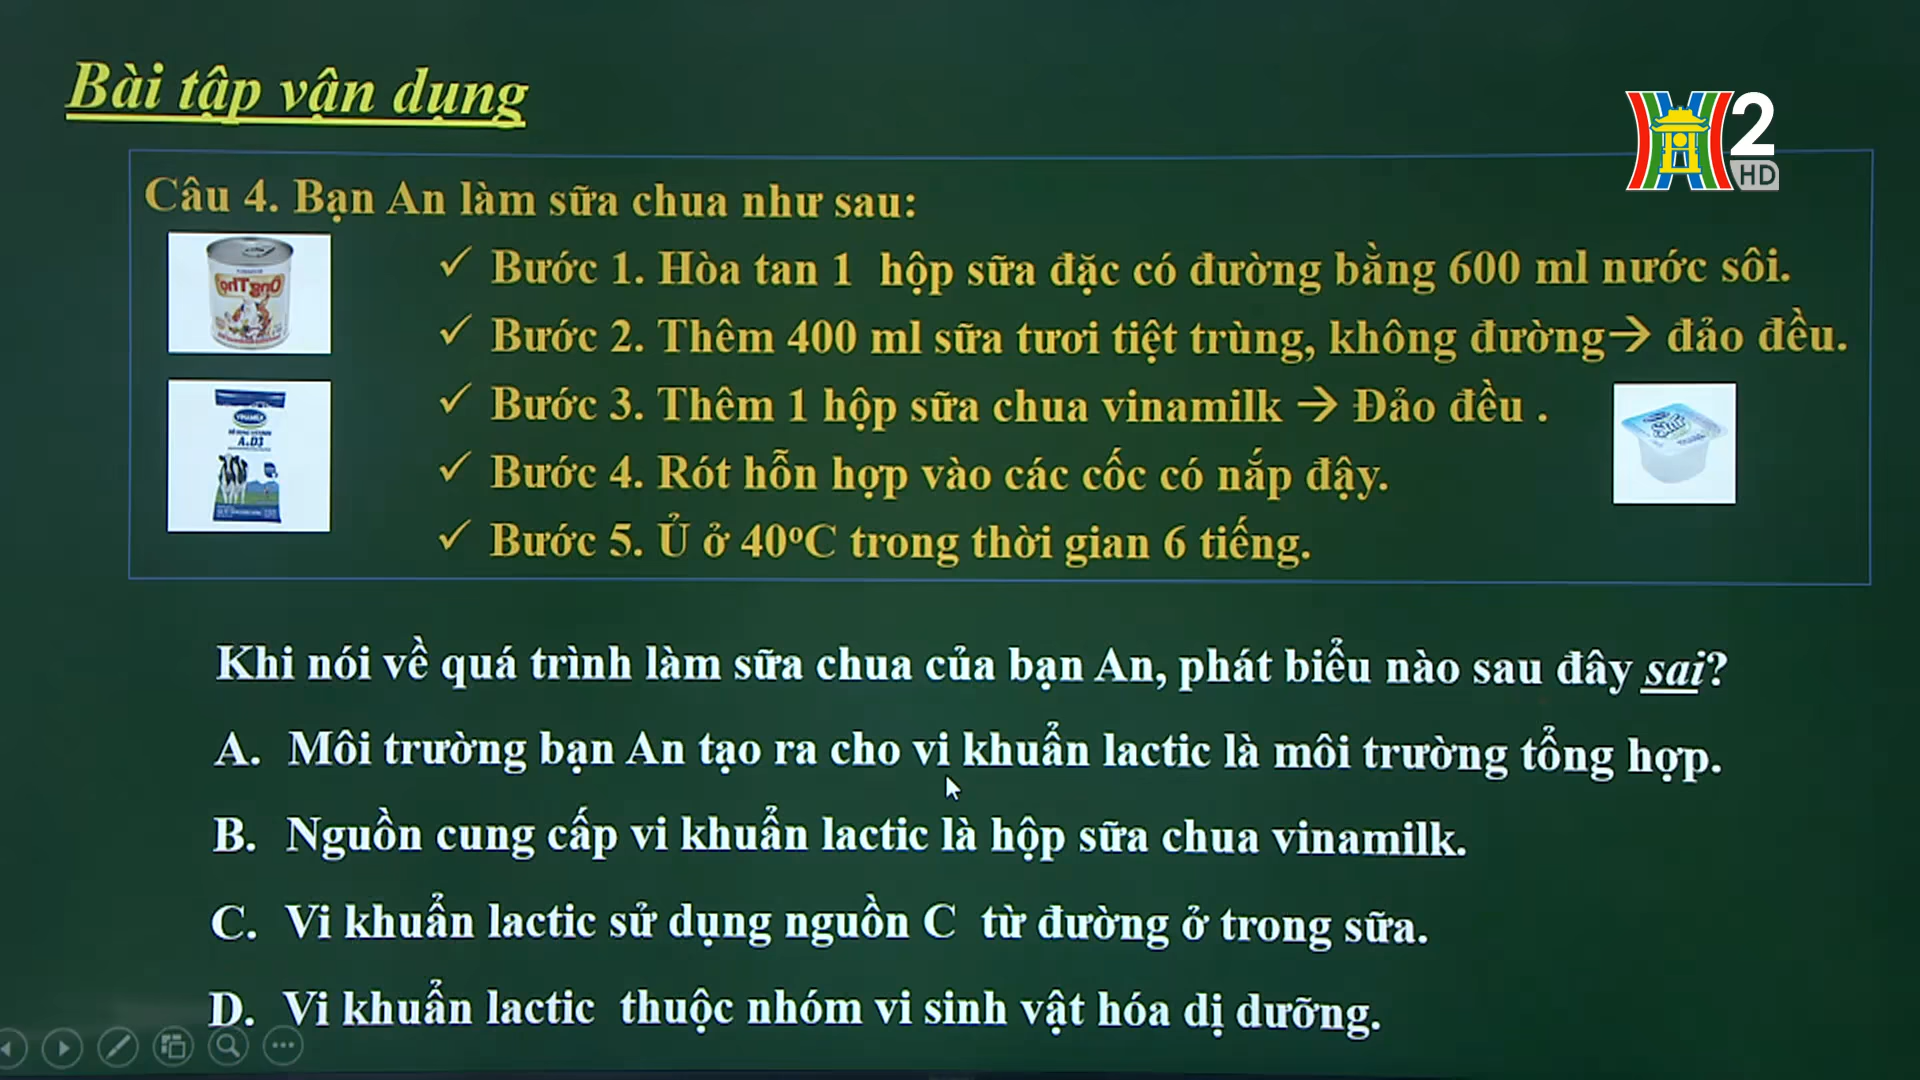 Bài tập vận dụng
2
HD
Câu 4. Bạn An làm sữa chua như sau:
✓ Bước 1. Hòa tan 1 hộp sữa đặc có đường bằng 600 ml nước sôi.
✓ Bước 2. Thêm 400 ml sữa tươi tiệt trùng, không đường→ đảo đều.
✓ Bước 3. Thêm 1 hộp sữa chua vinamilk → Đảo đều .
✓ Bước 4. Rót hỗn hợp vào các cốc có nắp đậy.
✓ Bước 5. Ủ ở 40ºC trong thời gian 6 tiếng.
Ông Thọ
VINAMILK
A&D3
Khi nói về quá trình làm sữa chua của bạn An, phát biểu nào sau đây sai?
A. Môi trường bạn An tạo ra cho vi khuẩn lactic là môi trường tổng hợp.
B. Nguồn cung cấp vi khuẩn lactic là hộp sữa chua vinamilk.
C. Vi khuẩn lactic sử dụng nguồn C từ đường ở trong sữa.
D. Vi khuẩn lactic thuộc nhóm vi sinh vật hóa dị dưỡng.